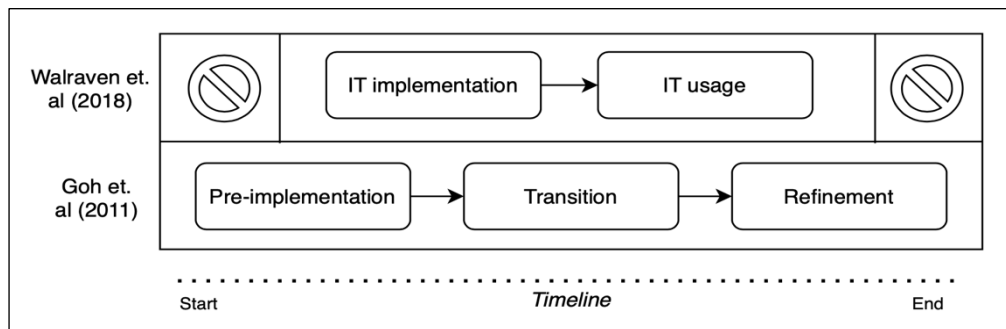 Walraven et.
al (2018)
IT implementation
IT usage
Goh et.
al (2011)
Pre-implementation
Transition
Refinement
Start
Timeline
End